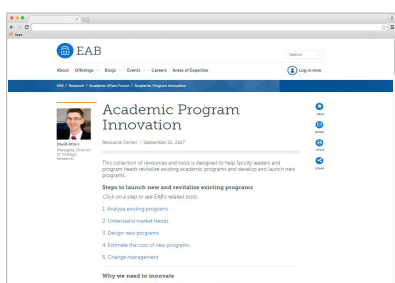 Apps
EAB
Search
About Offerings Blogs Events Careers Areas of Expertise
Log in now
EAB / Research / Academic Affairs Forum / Academic Program Innovation
Academic Program
Innovation
Resource Center | September 20, 2017
David Attis
Managing Director
of Strategic
Research
Save
Email
Print
Share
This collection of resources and tools is designed to help faculty leaders and
program heads revitalize existing academic programs and develop and launch new
programs.
Steps to launch new and revitalize existing programs
Click on a step to see EAB's related tools.
1. Analyze existing programs
2. Understand market trends
3. Design new programs
4. Estimate the cost of new programs
5. Change management
Why we need to innovate